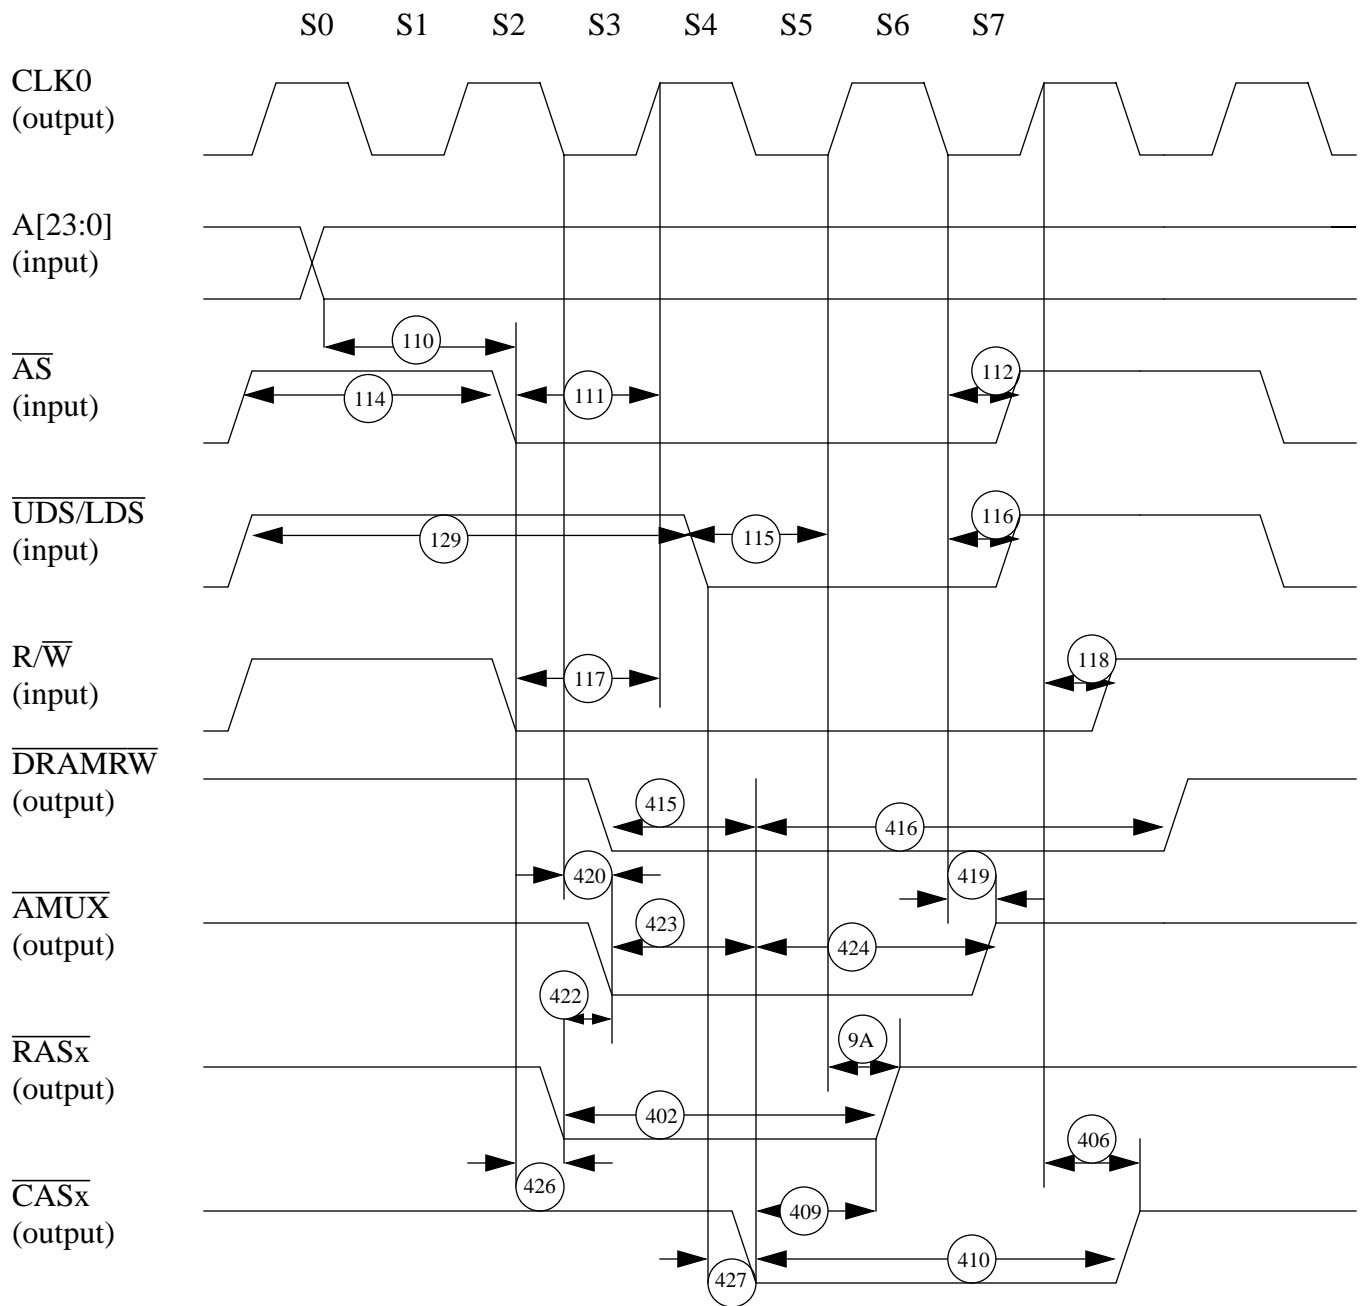 S0 S1 S2 S3 S4 S5 S6 S7
CLK0
(output)
A[23:0]
(input)
110
AS
(input)
114
111
112
UDS/LDS
(input)
129
115
116
R/W
(input)
117
118
DRAMRW
(output)
415
416
420
419
AMUX
(output)
423
424
422
RASx
(output)
9A
402
406
CASx
(output)
426
409
410
427